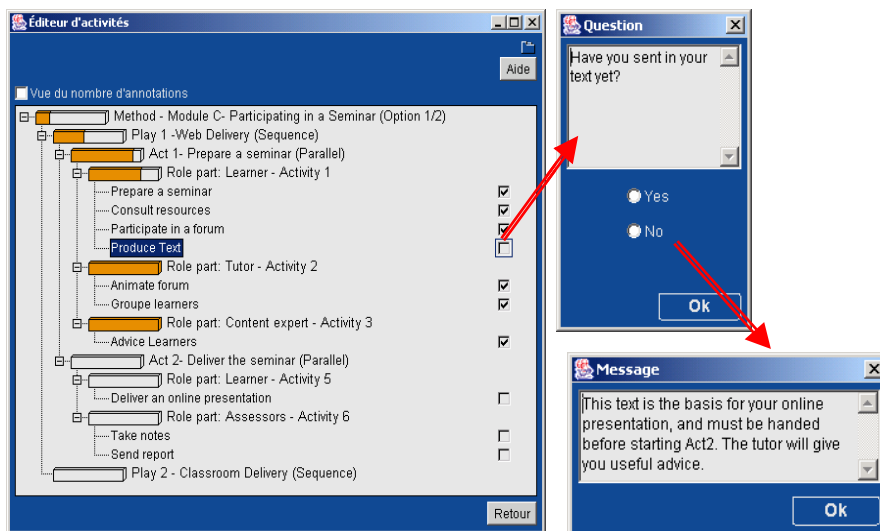 Éditeur d'activités
Aide
Vue du nombre d'annotations
Method - Module C- Participating in a Seminar (Option 1/2)
Play 1 -Web Delivery (Sequence)
Act 1- Prepare a seminar (Parallel)
Role part: Learner - Activity 1
Prepare a seminar
Consult resources
Participate in a forum
Produce Text
Role part: Tutor - Activity 2
Animate forum
Groupe learners
Role part: Content expert - Activity 3
Advice Learners
Act 2- Deliver the seminar (Parallel)
Role part: Learner - Activity 5
Deliver an online presentation
Role part: Assessors - Activity 6
Take notes
Send report
Play 2 - Classroom Delivery (Sequence)
Retour
Question
Have you sent in your
text yet?
Yes
No
Ok
Message
This text is the basis for your online
presentation, and must be handed
before starting Act2. The tutor will give
you useful advice.
Ok